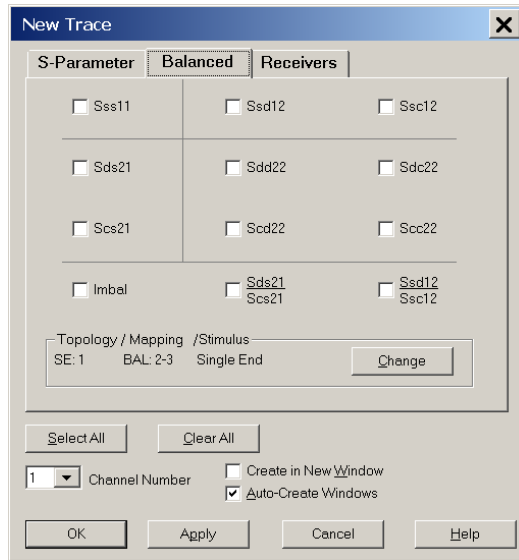 New Trace
S-Parameter Balanced Receivers
Sss11 Ssd12 Ssc12
Sds21 Sdd22 Sdc22
Scs21 Scd22 Scc22
Imbal Sds21 Ssd12
Scs21 Ssc12
Topology / Mapping /Stimulus
SE: 1 BAL: 2-3 Single End Change
Select All Clear All
1 Channel Number
Create in New Window
Auto-Create Windows
OK Apply Cancel Help